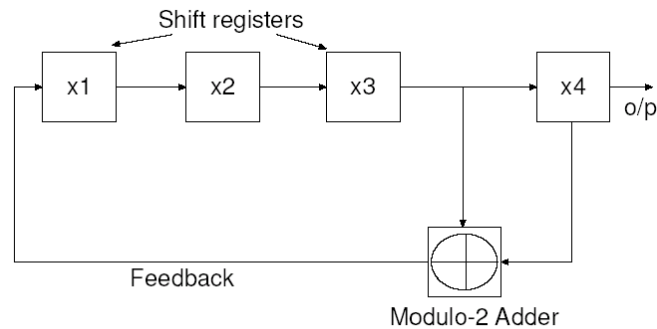 Shift registers
x1
x2
x3
x4
o/p
Feedback
Modulo-2 Adder